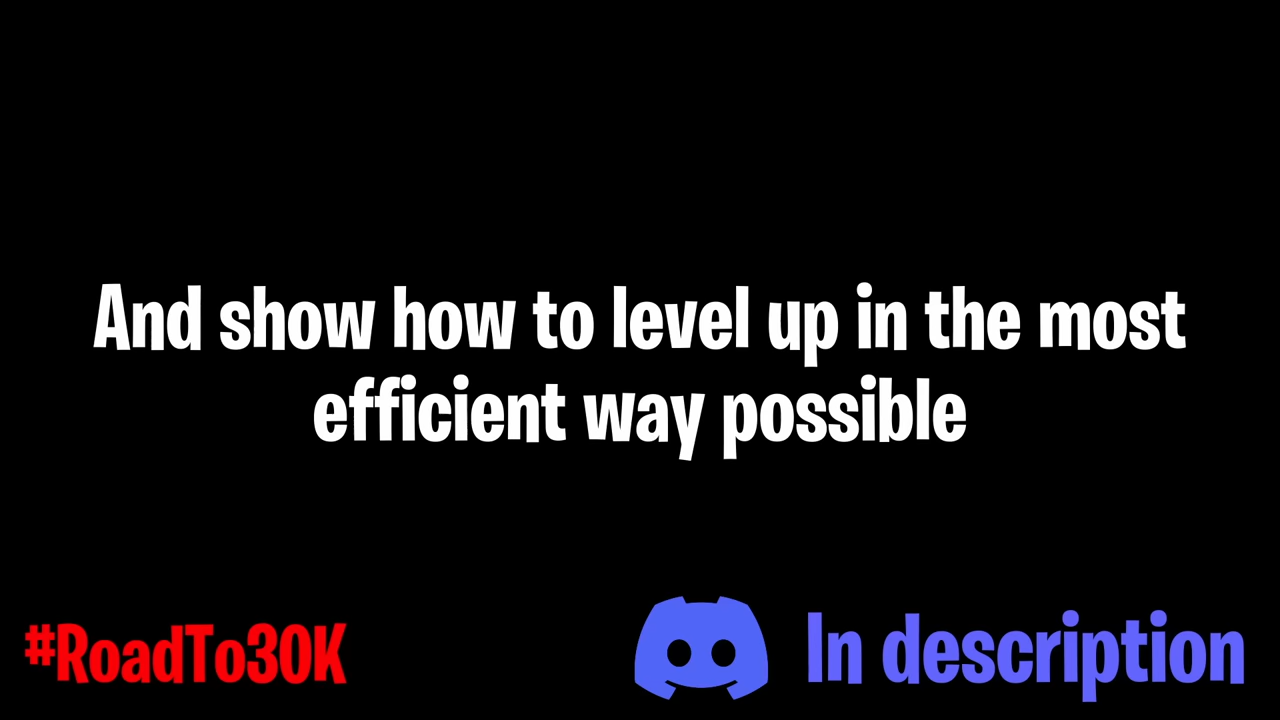 And show how to level up in the most
efficient way possible
#RoadTo30K
In description